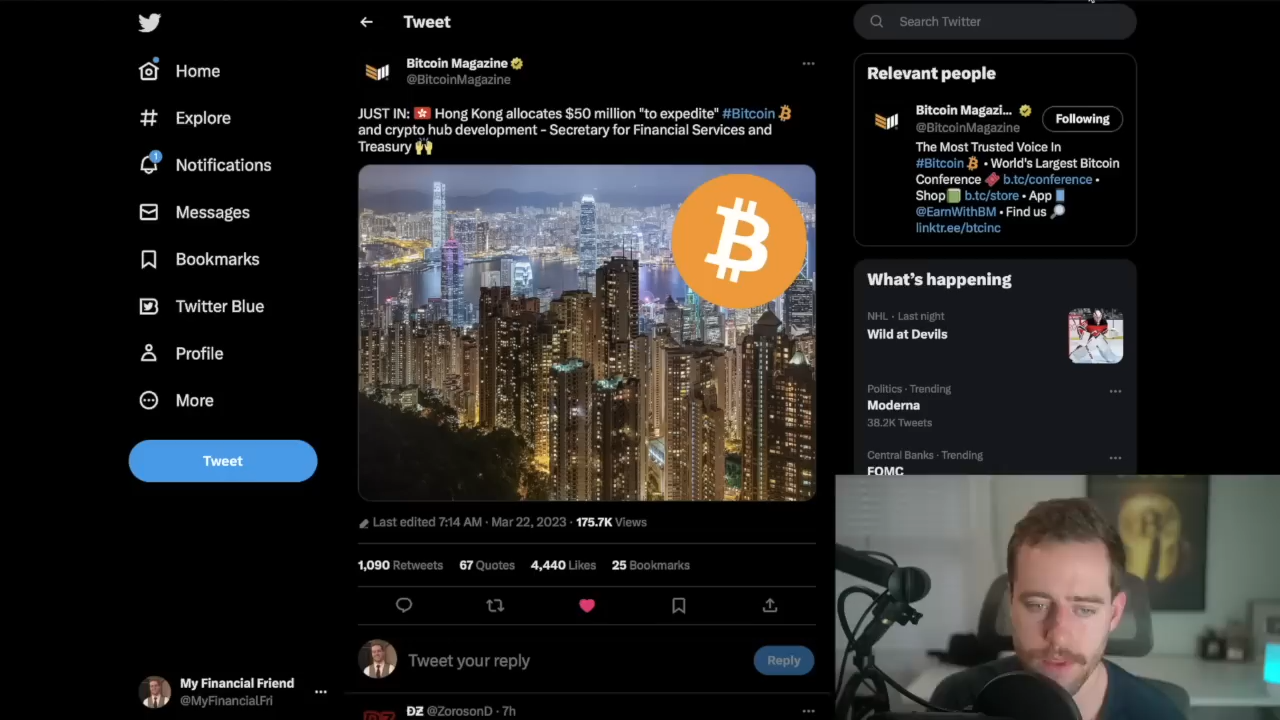 Tweet
Search Twitter
Home
Explore
Notifications
1
Messages
Bookmarks
Twitter Blue
Profile
More
Tweet
My Financial Friend
@MyFinancialFri
Bitcoin Magazine
@BitcoinMagazine
JUST IN: 🇭🇰 Hong Kong allocates $50 million "to expedite" #Bitcoin
and crypto hub development - Secretary for Financial Services and
Treasury 🙌
Last edited 7:14 AM · Mar 22, 2023 · 175.7K Views
1,090 Retweets 67 Quotes 4,440 Likes 25 Bookmarks
Tweet your reply
Reply
ĐZ @ZorosonD · 7h
Relevant people
Bitcoin Magazi...
@BitcoinMagazine
Following
The Most Trusted Voice In
#Bitcoin • World's Largest Bitcoin
Conference 🎟 b.tc/conference •
Shop📗 b.tc/store • App📱
@EarnWithBM • Find us 🔎
linktr.ee/btcinc
What's happening
NHL · Last night
Wild at Devils
Politics · Trending
Moderna
38.2K Tweets
Central Banks · Trending
FOMC